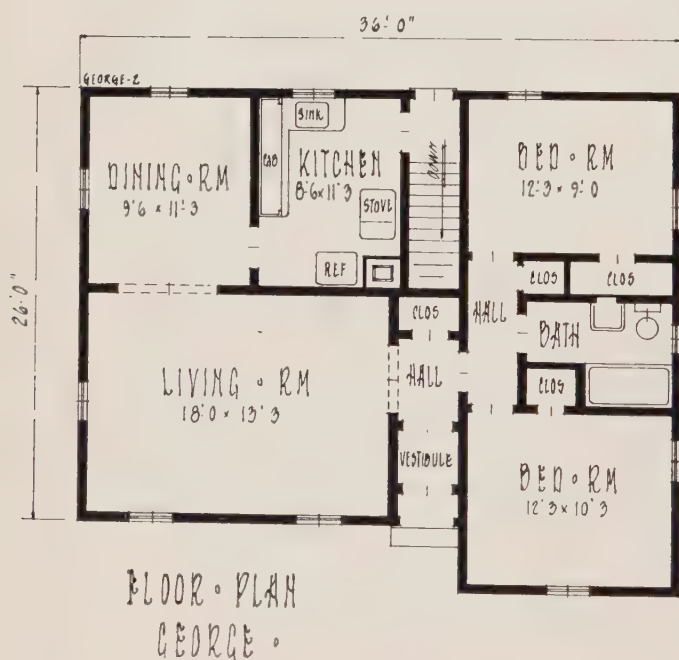 36'-0"
GEORGE-2
SINK
CAB
KITCHEN
8'-6 x 11'-3
DINING ∘ RM
9'6 x 11'-3
STOVE
REF
DOWN
BED ∘ RM
12'-3 x 9'-0
CLOS
CLOS
CLOS
HALL
BATH
26'-0"
LIVING ∘ RM
18'-0 x 13'3
HALL
CLOS
VESTIBULE
BED ∘ RM
12'3 x 10'3
FLOOR ∘ PLAN
GEORGE ∘